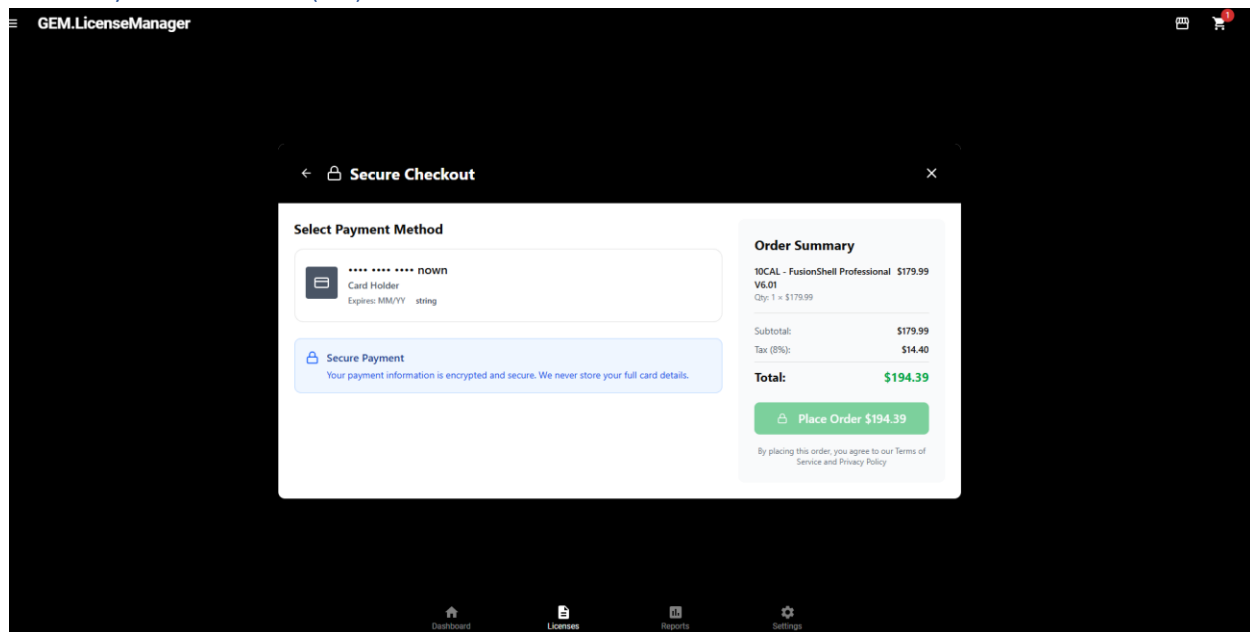 GEM.LicenseManager
1
Secure Checkout
Select Payment Method
•••• •••• •••• nown
Card Holder
Expires: MM/YY string
Secure Payment
Your payment information is encrypted and secure. We never store your full card details.
Order Summary
10CAL - FusionShell Professional $179.99
V6.01
Qty: 1 × $179.99
Subtotal: $179.99
Tax (8%): $14.40
Total: $194.39
Place Order $194.39
By placing this order, you agree to our Terms of
Service and Privacy Policy
Dashboard
Licenses
Reports
Settings